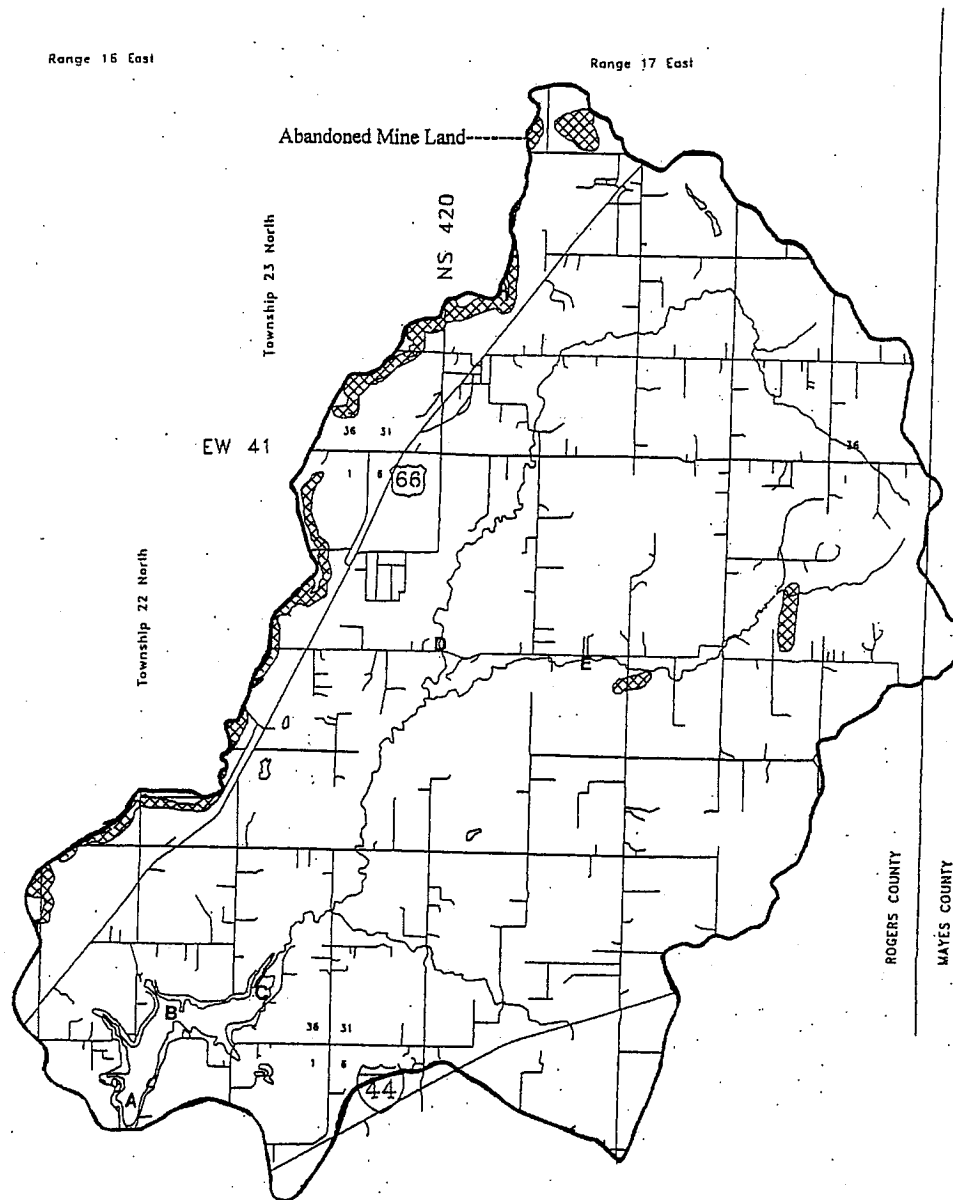 Range 16 East
Range 17 East
Abandoned Mine Land
NS 420
Township 23 North
36 31
EW 41
36
1 6
66
Township 22 North
D
E
ROGERS COUNTY
MAYES COUNTY
C
B
36 31
1 6
44
A